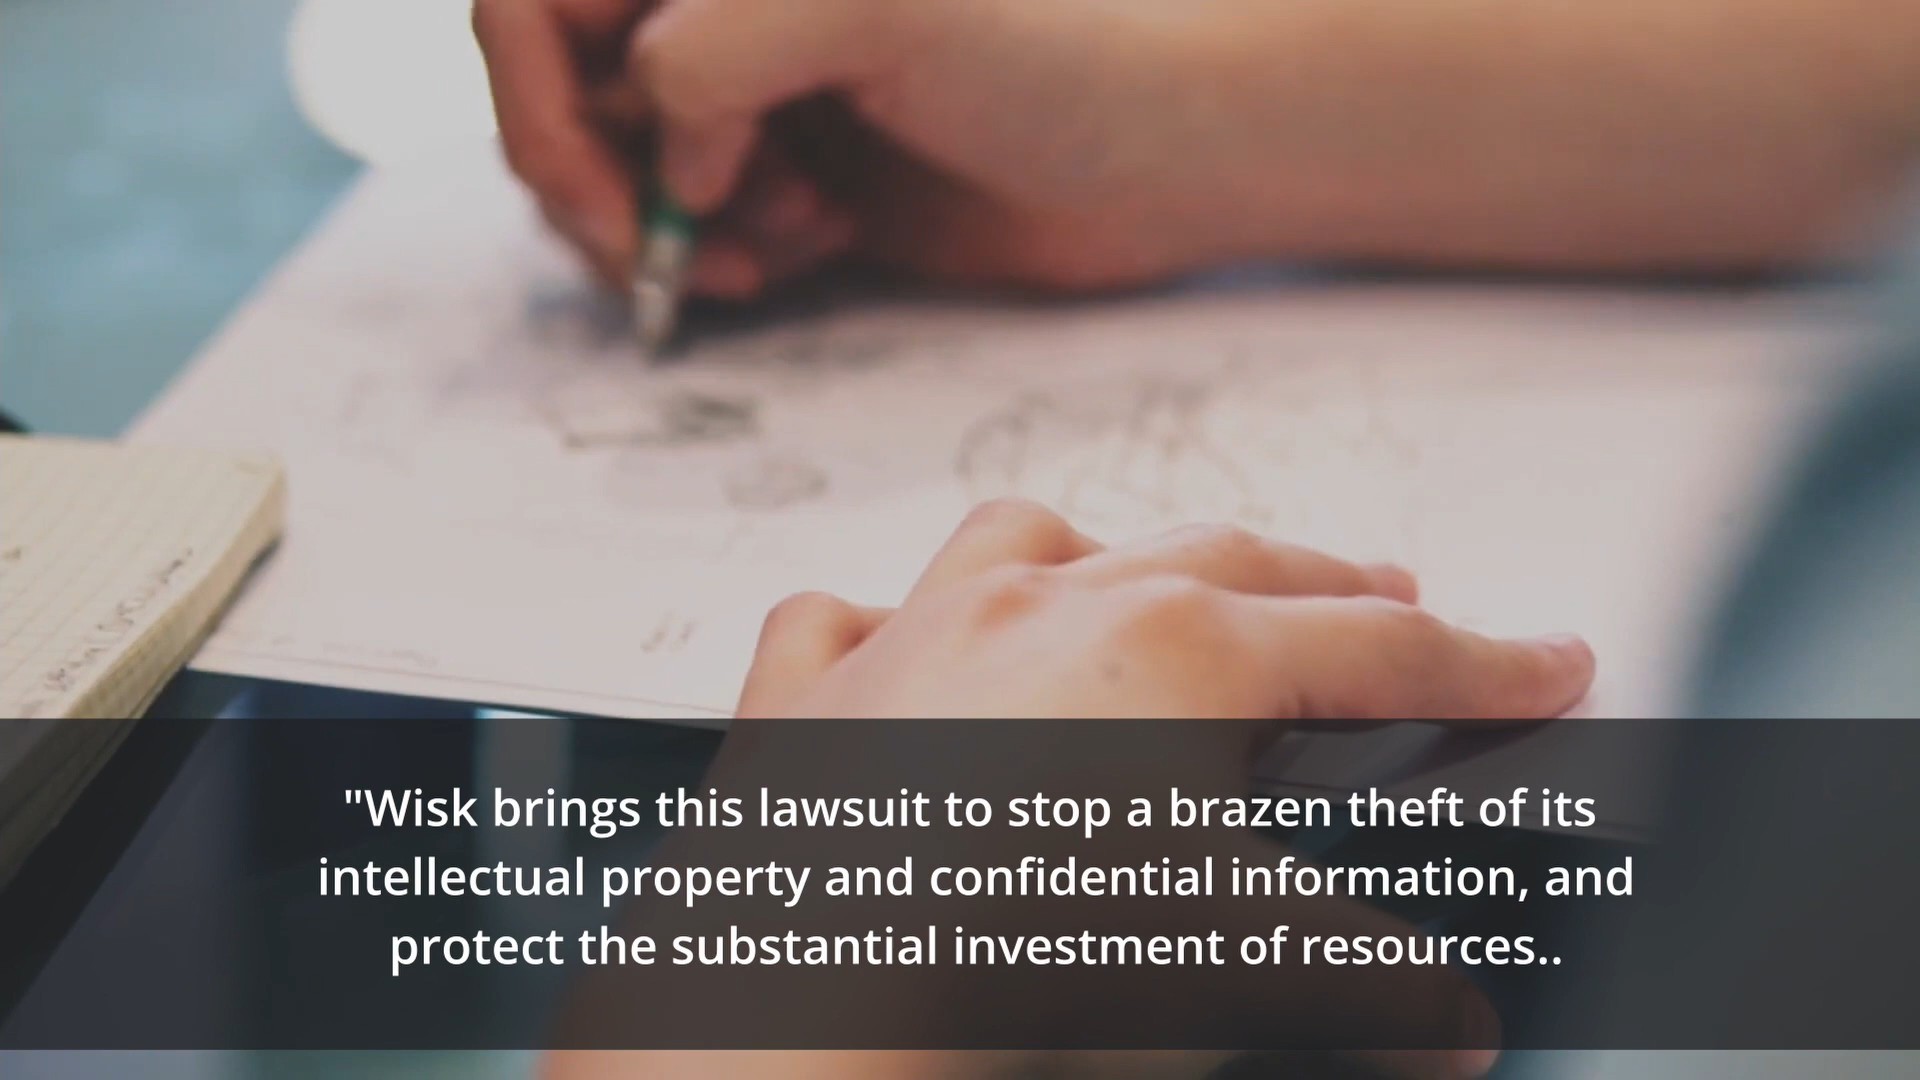 "Wisk brings this lawsuit to stop a brazen theft of its
intellectual property and confidential information, and
protect the substantial investment of resources..